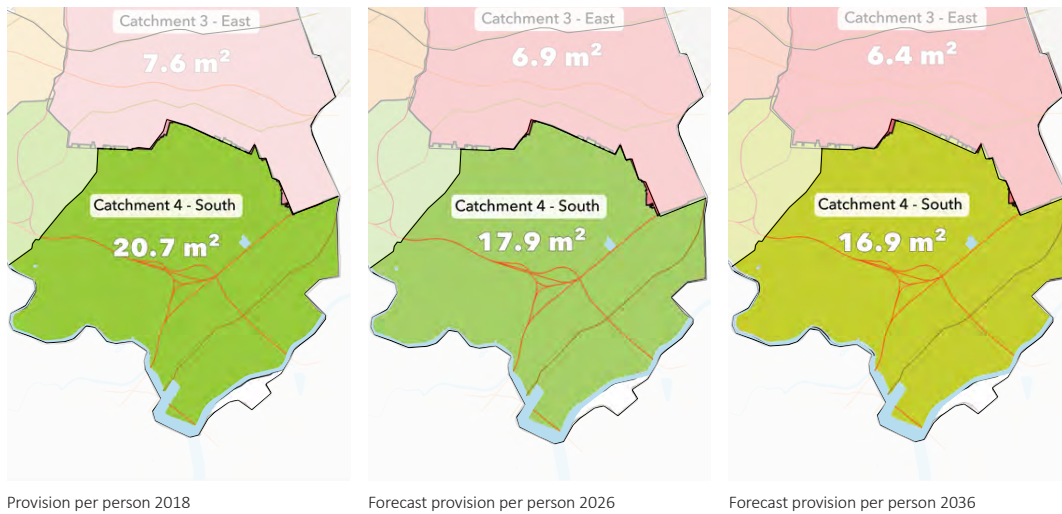 Catchment 3 - East
7.6 m²
Catchment 4 - South
20.7 m²
Provision per person 2018
Catchment 3 - East
6.9 m²
Catchment 4 - South
17.9 m²
Forecast provision per person 2026
Catchment 3 - East
6.4 m²
Catchment 4 - South
16.9 m²
Forecast provision per person 2036